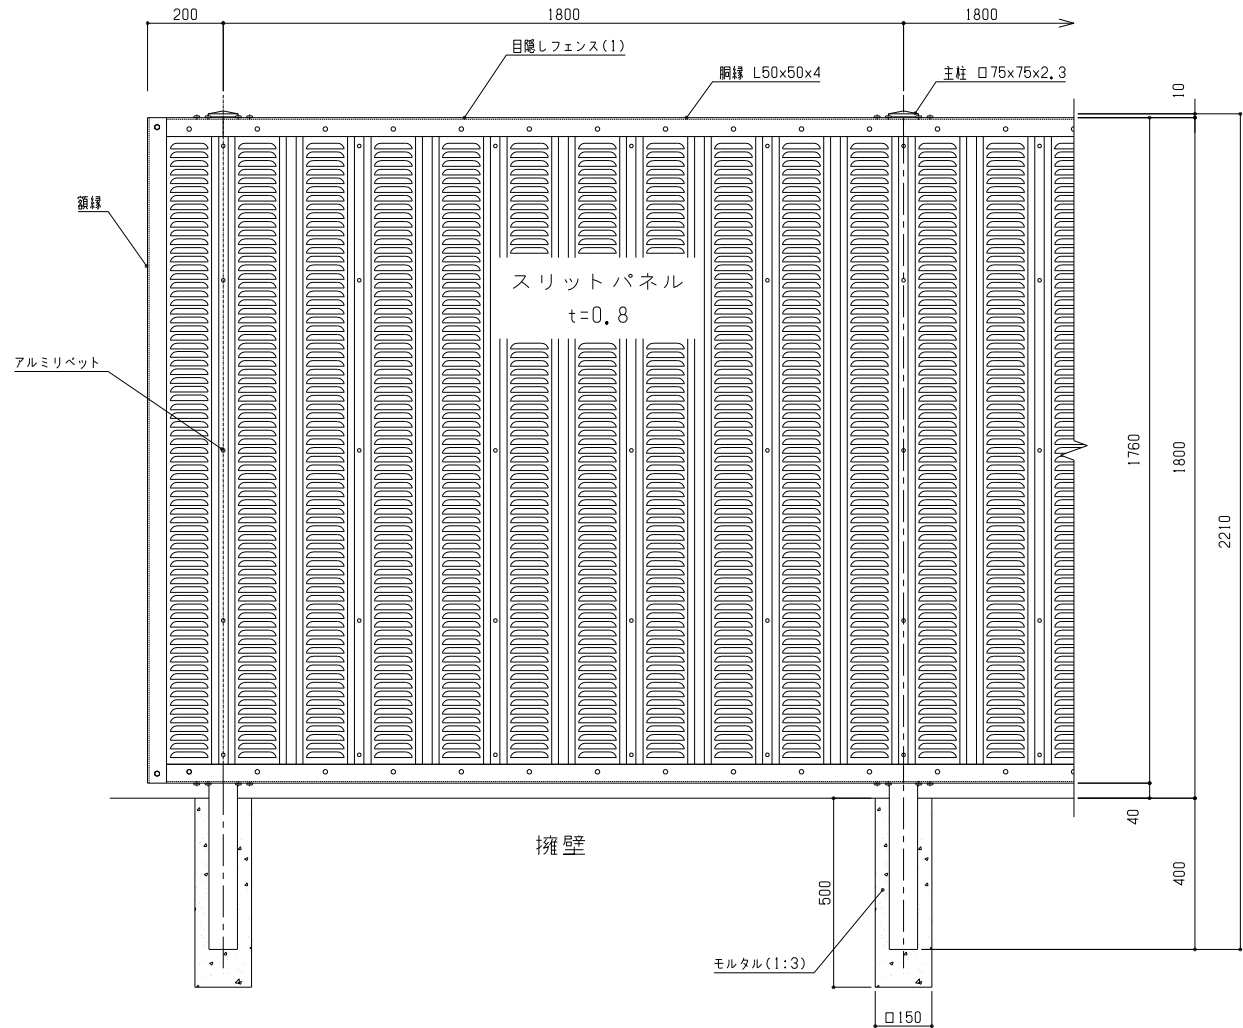 200
1800
1800
目隠しフェンス(1)
胴縁 L50x50x4
主柱 □75x75x2.3
10
額縁
スリットパネル
t=0.8
アルミリベット
1760
1800
2210
40
擁壁
500
400
モルタル(1:3)
□150